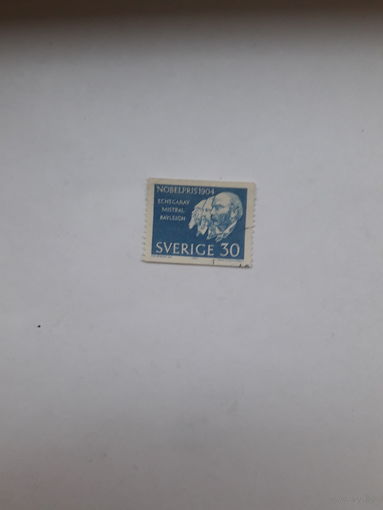 NOBELPRIS 1904
ECHEGARAY
MISTRAL
RAYLEIGH
SVERIGE 30